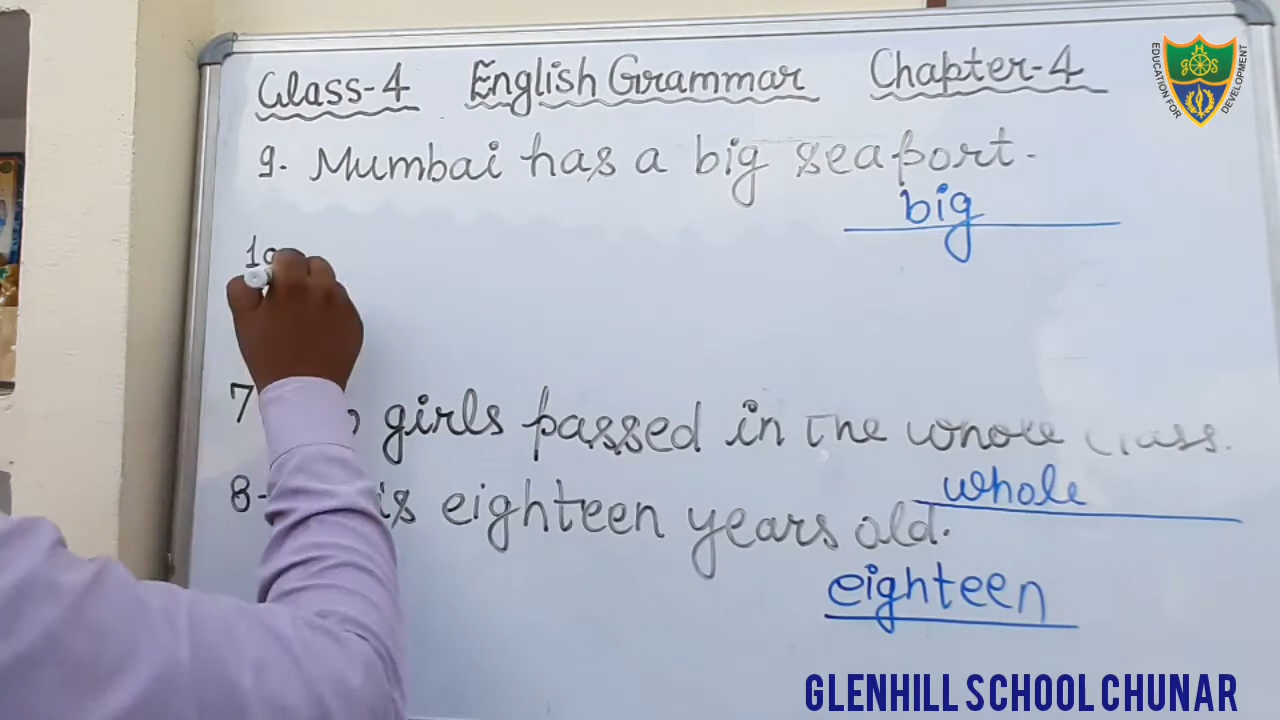 Class-4 English Grammar Chapter-4
9. Mumbai has a big seaport.
big
10
7 girls passed in the whole class.
whole
8- is eighteen years old.
eighteen
EDUCATION FOR DEVELOPMENT
GHS
GLENHILL SCHOOL CHUNAR